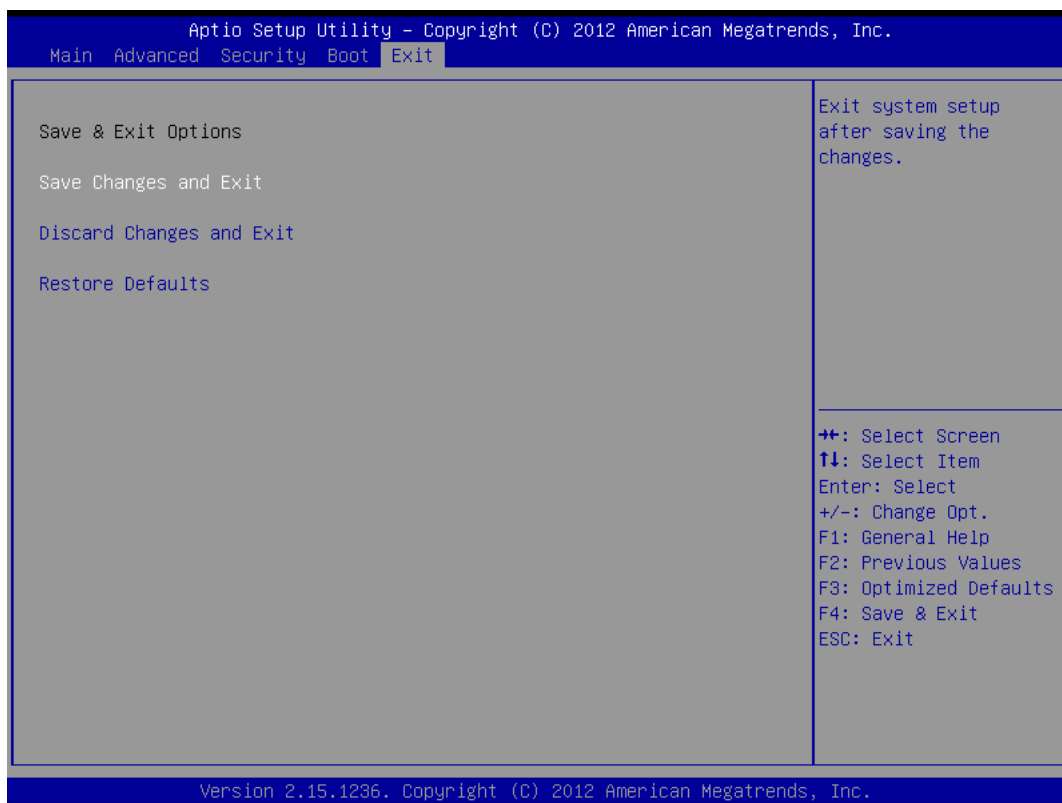 Aptio Setup Utility – Copyright (C) 2012 American Megatrends, Inc.
Main Advanced Security Boot Exit
Save & Exit Options
Save Changes and Exit
Discard Changes and Exit
Restore Defaults
Exit system setup
after saving the
changes.
→←: Select Screen
↑↓: Select Item
Enter: Select
+/-: Change Opt.
F1: General Help
F2: Previous Values
F3: Optimized Defaults
F4: Save & Exit
ESC: Exit
Version 2.15.1236. Copyright (C) 2012 American Megatrends, Inc.